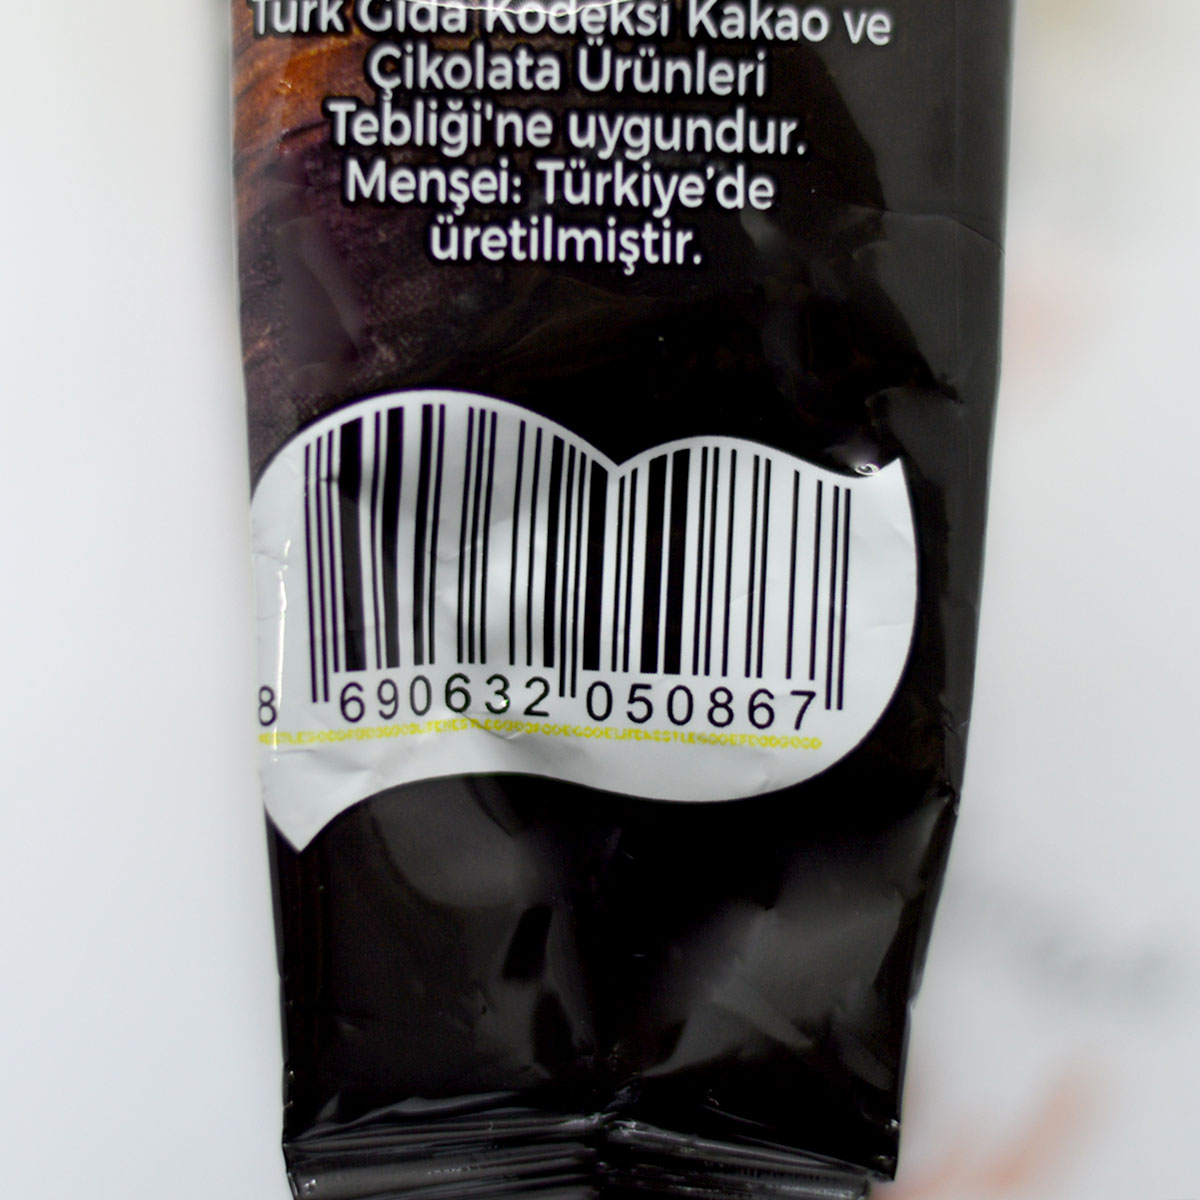 Türk Gıda Kodeksi Kakao ve
Çikolata Ürünleri
Tebliği'ne uygundur.
Menşei: Türkiye’de
üretilmiştir.
8 690632 050867